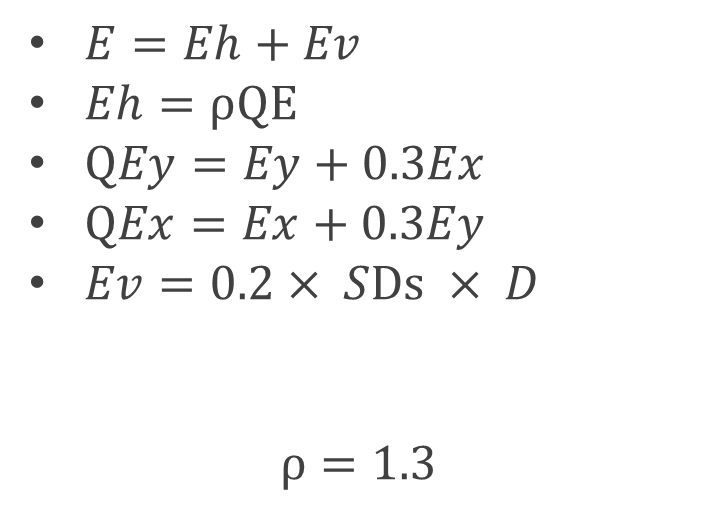 • E = Eh + Ev
• Eh = ρQE
• QEy = Ey + 0.3Ex
• QEx = Ex + 0.3Ey
• Ev = 0.2 × SDs × D
ρ = 1.3